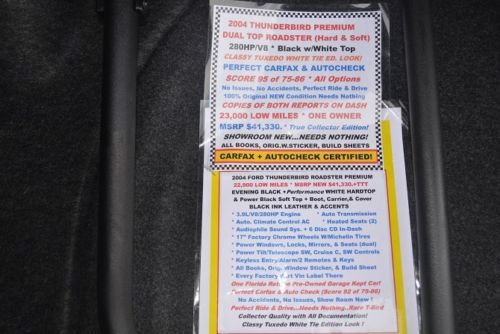 2004 THUNDERBIRD PREMIUM
DUAL TOP ROADSTER (Hard & Soft)
280HP/V8 * Black w/White Top
CLASSY TUXEDO WHITE TIE ED. LOOK!
PERFECT CARFAX & AUTOCHECK
SCORE 95 of 75-86 * All Options
No Issues, No Accidents, Perfect Ride & Drive
100% Original NEW Condition Needs Nothing
COPIES OF BOTH REPORTS ON DASH
23,000 LOW MILES * ONE OWNER
MSRP $41,330. * True Collector Edition!
SHOWROOM NEW...NEEDS NOTHING!
ALL BOOKS, ORIG.W.STICKER, BUILD SHEETS
CARFAX + AUTOCHECK CERTIFIED!
2004 FORD THUNDERBIRD ROADSTER PREMIUM
22,900 LOW MILES * MSRP NEW $41,330.+TTT
EVENING BLACK +Premium WHITE HARDTOP
& Power Black Soft Top + Boot, Carrier,& Cover
BLACK INK LEATHER & ACCENTS
* 3.9L/V8/280HP Engine * Auto Transmission
* Auto. Climate Control AC * Heated Seats (2)
* Audiophile Sound Sys. + 6 Disc CD In-Dash
* 17" Factory Chrome Wheels W/Michelin Tires
* Power Windows, Locks, Mirrors, & Seats (dual)
* Power Tilt/Telescope SW, Cruise C, SW Controls
* Keyless Entry/Alarm/2 Remotes & Keys
* All Books, Orig.Window Sticker, & Build Sheet
* Every Factory Part Vin Label There
One Florida Retiree Pre-Owned Garage Kept Car!
Perfect Carfax & Auto Check (Score 92 of 75-86)
No Accidents, No Issues, Show Room New !
Perfect Ride & Drive...Needs Nothing..Rare T-Bird
Collector Quality with All Documentation!
Classy Tuxedo White Tie Edition Look !